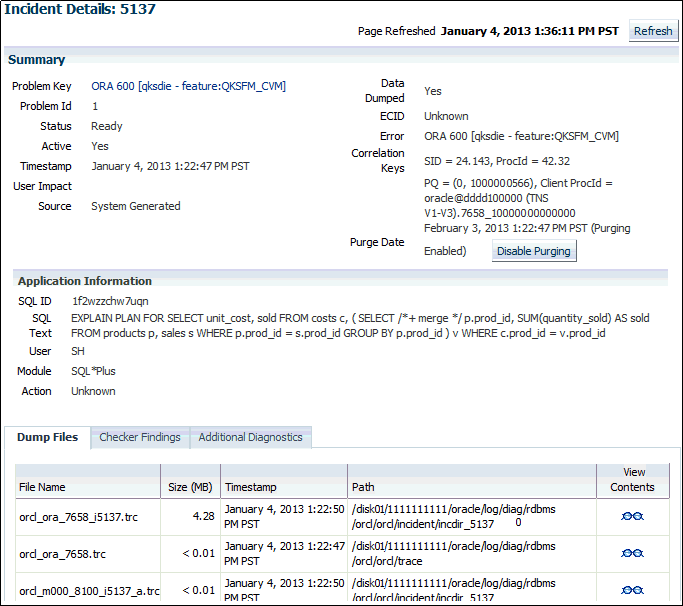 Incident Details: 5137
Page Refreshed January 4, 2013 1:36:11 PM PST Refresh
Summary
Problem Key ORA 600 [qksdie - feature:QKSFM_CVM]
Problem Id 1
Status Ready
Active Yes
Timestamp January 4, 2013 1:22:47 PM PST
User Impact
Source System Generated
Data
Dumped Yes
ECID Unknown
Error ORA 600 [qksdie - feature:QKSFM_CVM]
Correlation
Keys SID = 24.143, ProcId = 42.32
PQ = (0, 1000000566), Client ProcId =
oracle@dddd100000 (TNS
V1-V3).7658_10000000000000
Purge Date February 3, 2013 1:22:47 PM PST (Purging
Enabled) Disable Purging
Application Information
SQL ID 1f2wzzchw7uqn
SQL EXPLAIN PLAN FOR SELECT unit_cost, sold FROM costs c, ( SELECT /*+ merge */ p.prod_id, SUM(quantity_sold) AS sold
Text FROM products p, sales s WHERE p.prod_id = s.prod_id GROUP BY p.prod_id ) v WHERE c.prod_id = v.prod_id
User SH
Module SQL*Plus
Action Unknown
Dump Files Checker Findings Additional Diagnostics
File Name Size (MB) Timestamp Path View Contents
orcl_ora_7658_i5137.trc 4.28 January 4, 2013 1:22:50 PM PST /disk01/1111111111/oracle/log/diag/rdbms
/orcl/orcl/incident/incdir_5137 0
orcl_ora_7658.trc < 0.01 January 4, 2013 1:22:47 PM PST /disk01/1111111111/oracle/log/diag/rdbms
/orcl/orcl/trace
orcl_m000_8100_i5137_a.trc < 0.01 January 4, 2013 1:22:50 PM PST /disk01/1111111111/oracle/log/diag/rdbms
/orcl/orcl/incident/incdir_5137